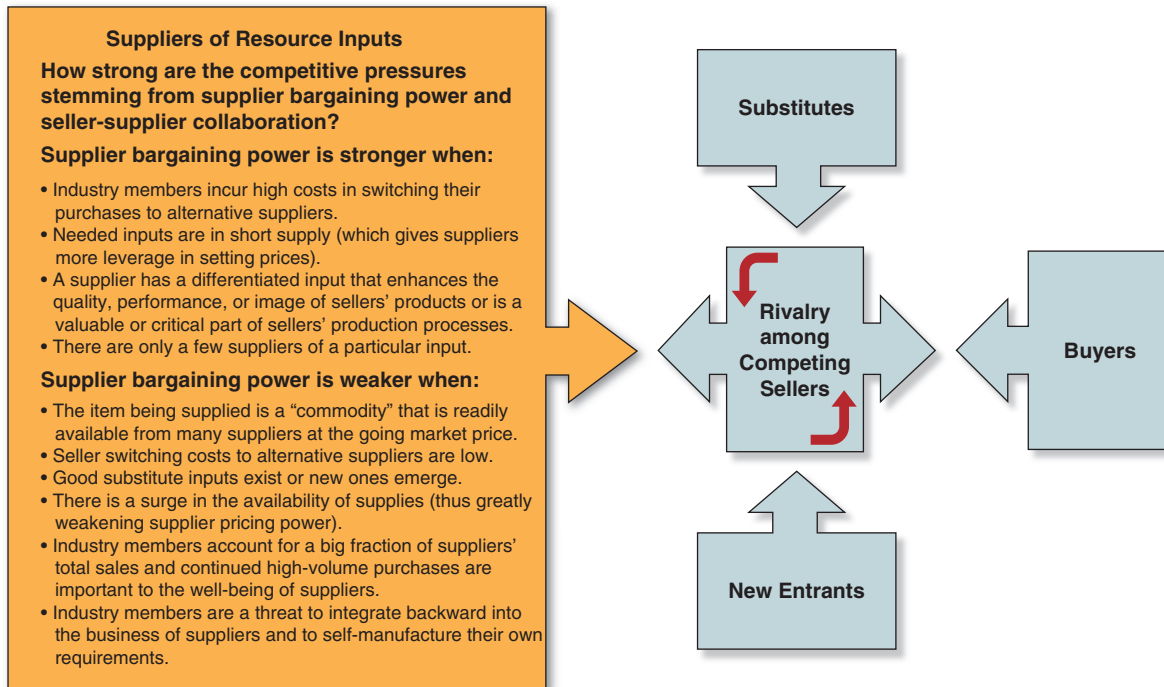 Suppliers of Resource Inputs
How strong are the competitive pressures
stemming from supplier bargaining power and
seller-supplier collaboration?
Supplier bargaining power is stronger when:
• Industry members incur high costs in switching their
purchases to alternative suppliers.
• Needed inputs are in short supply (which gives suppliers
more leverage in setting prices).
• A supplier has a differentiated input that enhances the
quality, performance, or image of sellers’ products or is a
valuable or critical part of sellers’ production processes.
• There are only a few suppliers of a particular input.
Supplier bargaining power is weaker when:
• The item being supplied is a “commodity” that is readily
available from many suppliers at the going market price.
• Seller switching costs to alternative suppliers are low.
• Good substitute inputs exist or new ones emerge.
• There is a surge in the availability of supplies (thus greatly
weakening supplier pricing power).
• Industry members account for a big fraction of suppliers’
total sales and continued high-volume purchases are
important to the well-being of suppliers.
• Industry members are a threat to integrate backward into
the business of suppliers and to self-manufacture their own
requirements.
Substitutes
Rivalry
among
Competing
Sellers
Buyers
New Entrants